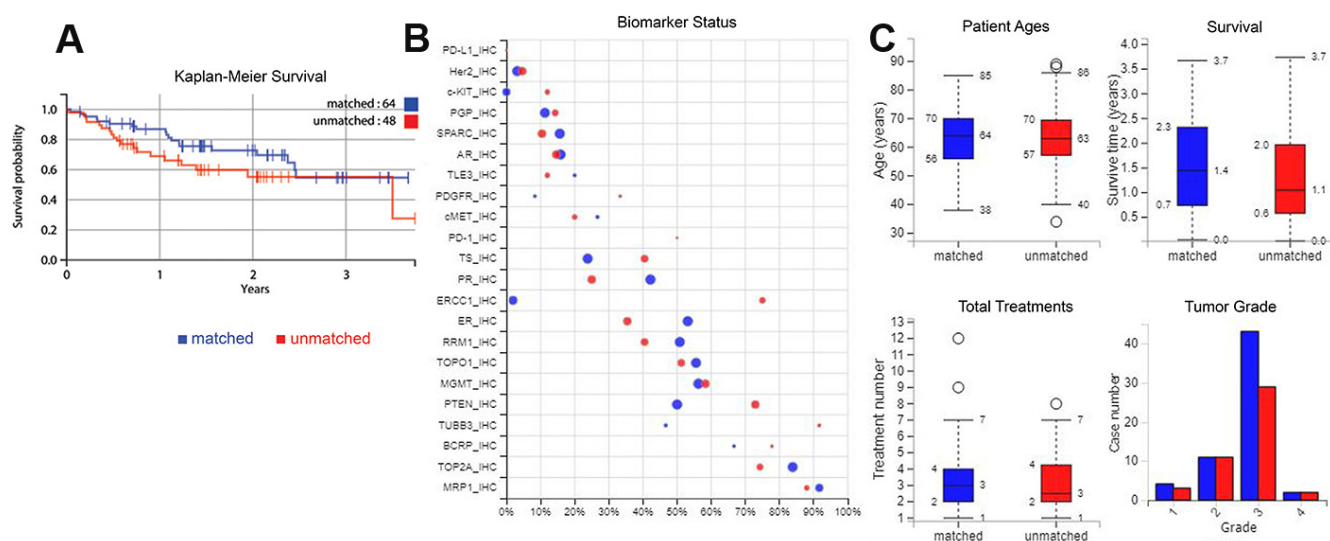 A
Kaplan-Meier Survival
matched : 64
unmatched : 48
1.0
0.8
0.6
0.4
0.2
0.0
Survival probability
0 1 2 3
Years
matched unmatched
B
Biomarker Status
PD-L1_IHC
Her2_IHC
c-KIT_IHC
PGP_IHC
SPARC_IHC
AR_IHC
TLE3_IHC
PDGFR_IHC
cMET_IHC
PD-1_IHC
TS_IHC
PR_IHC
ERCC1_IHC
ER_IHC
RRM1_IHC
TOPO1_IHC
MGMT_IHC
PTEN_IHC
TUBB3_IHC
BCRP_IHC
TOP2A_IHC
MRP1_IHC
0% 10% 20% 30% 40% 50% 60% 70% 80% 90% 100%
C
Patient Ages
Age (years)
90
80
70
60
50
40
30
85
70
64
56
38
86
70
63
57
40
matched unmatched
Survival
Survive time (years)
4.0
3.5
3.0
2.5
2.0
1.5
1.0
0.5
3.7
2.3
1.4
0.7
0.0
3.7
2.0
1.1
0.6
0.0
matched unmatched
Total Treatments
Treatment number
13
12
11
10
9
8
7
6
5
4
3
2
1
7
4
3
2
1
7
4
3
2
1
matched unmatched
Tumor Grade
Case number
40
30
20
10
0
1 2 3 4
Grade